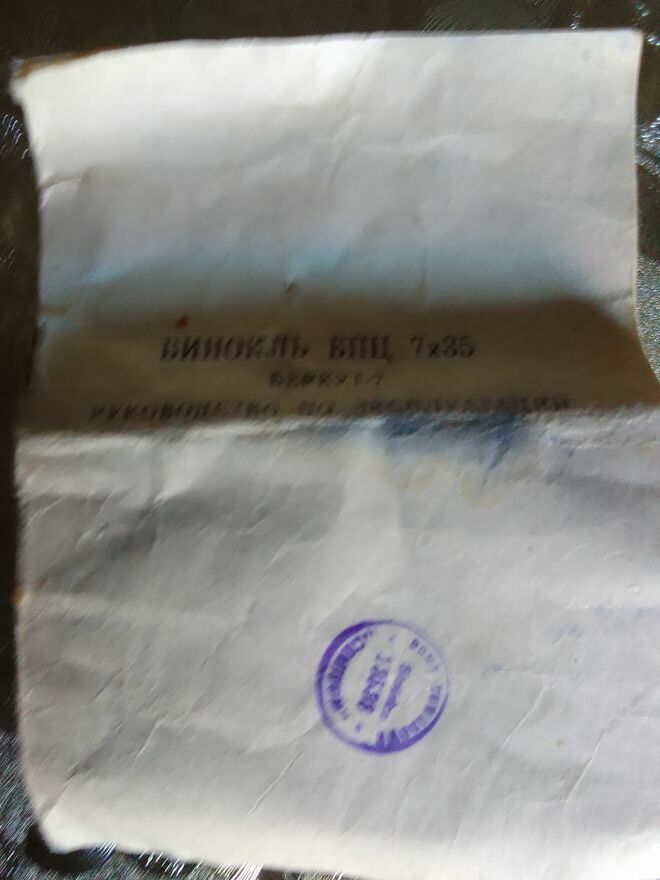 БИНОКЛЬ БПЦ 7х35
БЕРКУТ-7
РУКОВОДСТВО ПО ЭКСПЛУАТАЦИИ